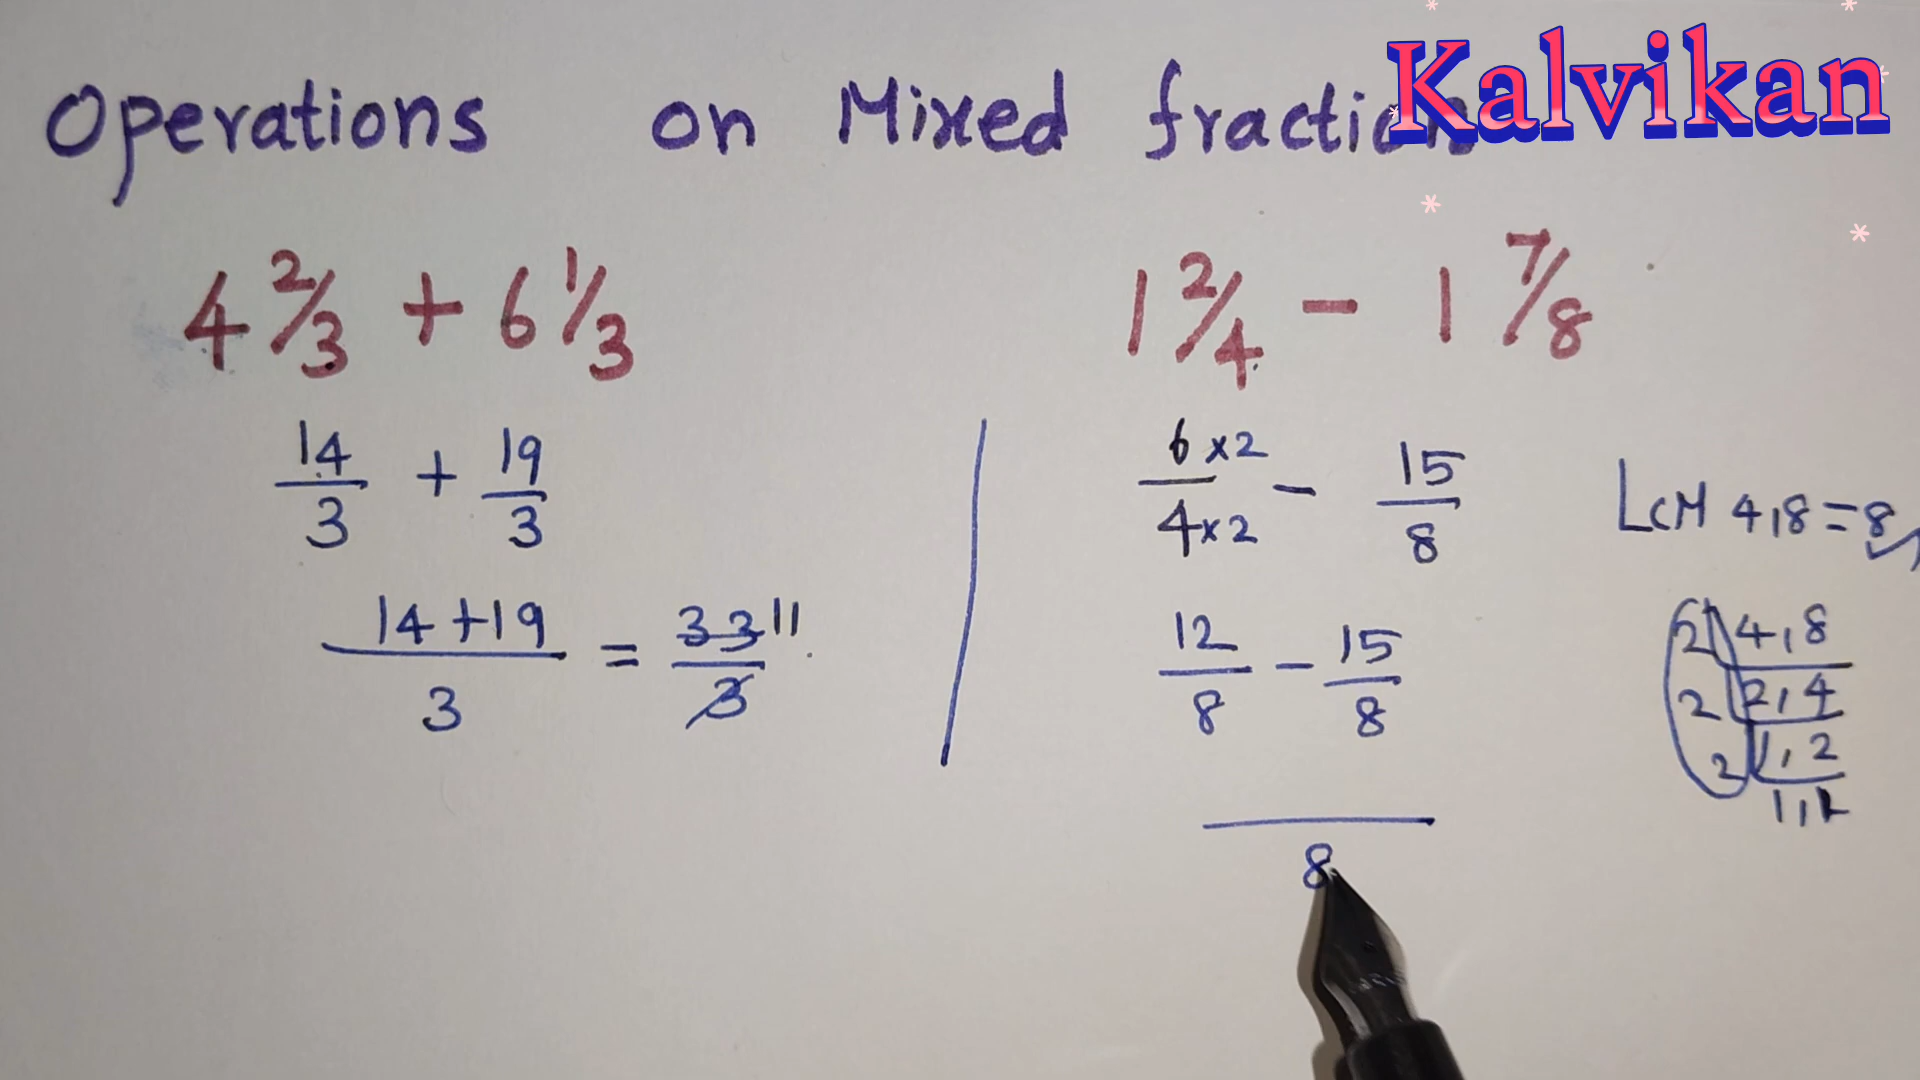 Kalvikan
Operations on Mixed fraction
4 2/3 + 6 1/3
14/3 + 19/3
14+19/3 = 33/3 11
1 2/4 - 1 7/8
6×2/4×2 - 15/8
12/8 - 15/8
8
LCM 4,8=8
2 4,8
2 2,4
2 1,2
1,1